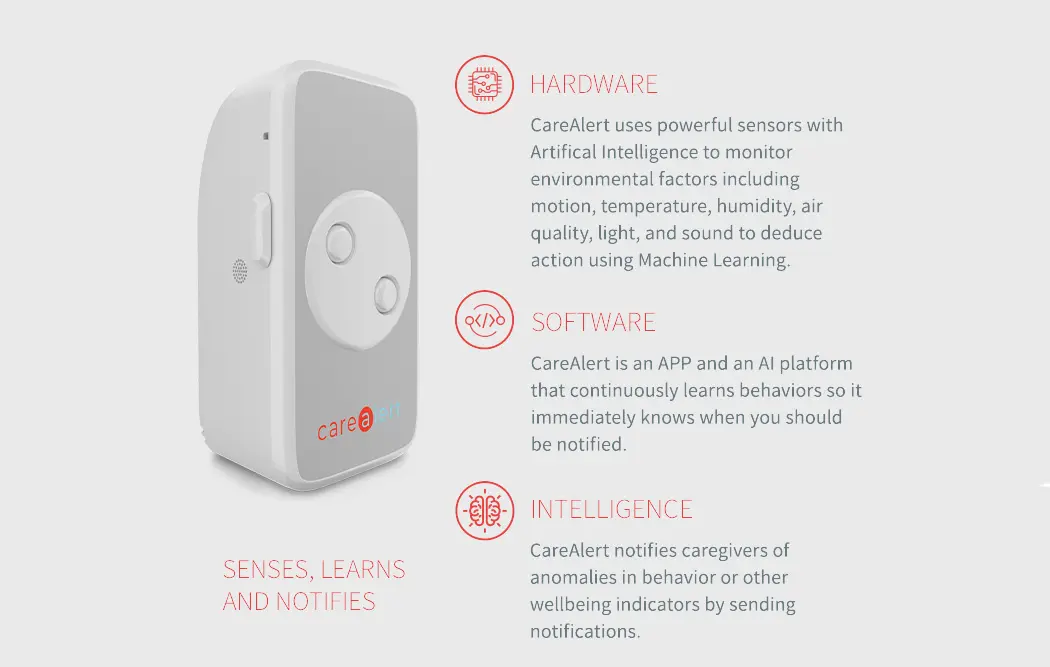 HARDWARE
CareAlert uses powerful sensors with
Artifical Intelligence to monitor
environmental factors including
motion, temperature, humidity, air
quality, light, and sound to deduce
action using Machine Learning.
SOFTWARE
CareAlert is an APP and an AI platform
that continuously learns behaviors so it
immediately knows when you should
be notified.
INTELLIGENCE
CareAlert notifies caregivers of
anomalies in behavior or other
wellbeing indicators by sending
notifications.
carealert
SENSES, LEARNS
AND NOTIFIES